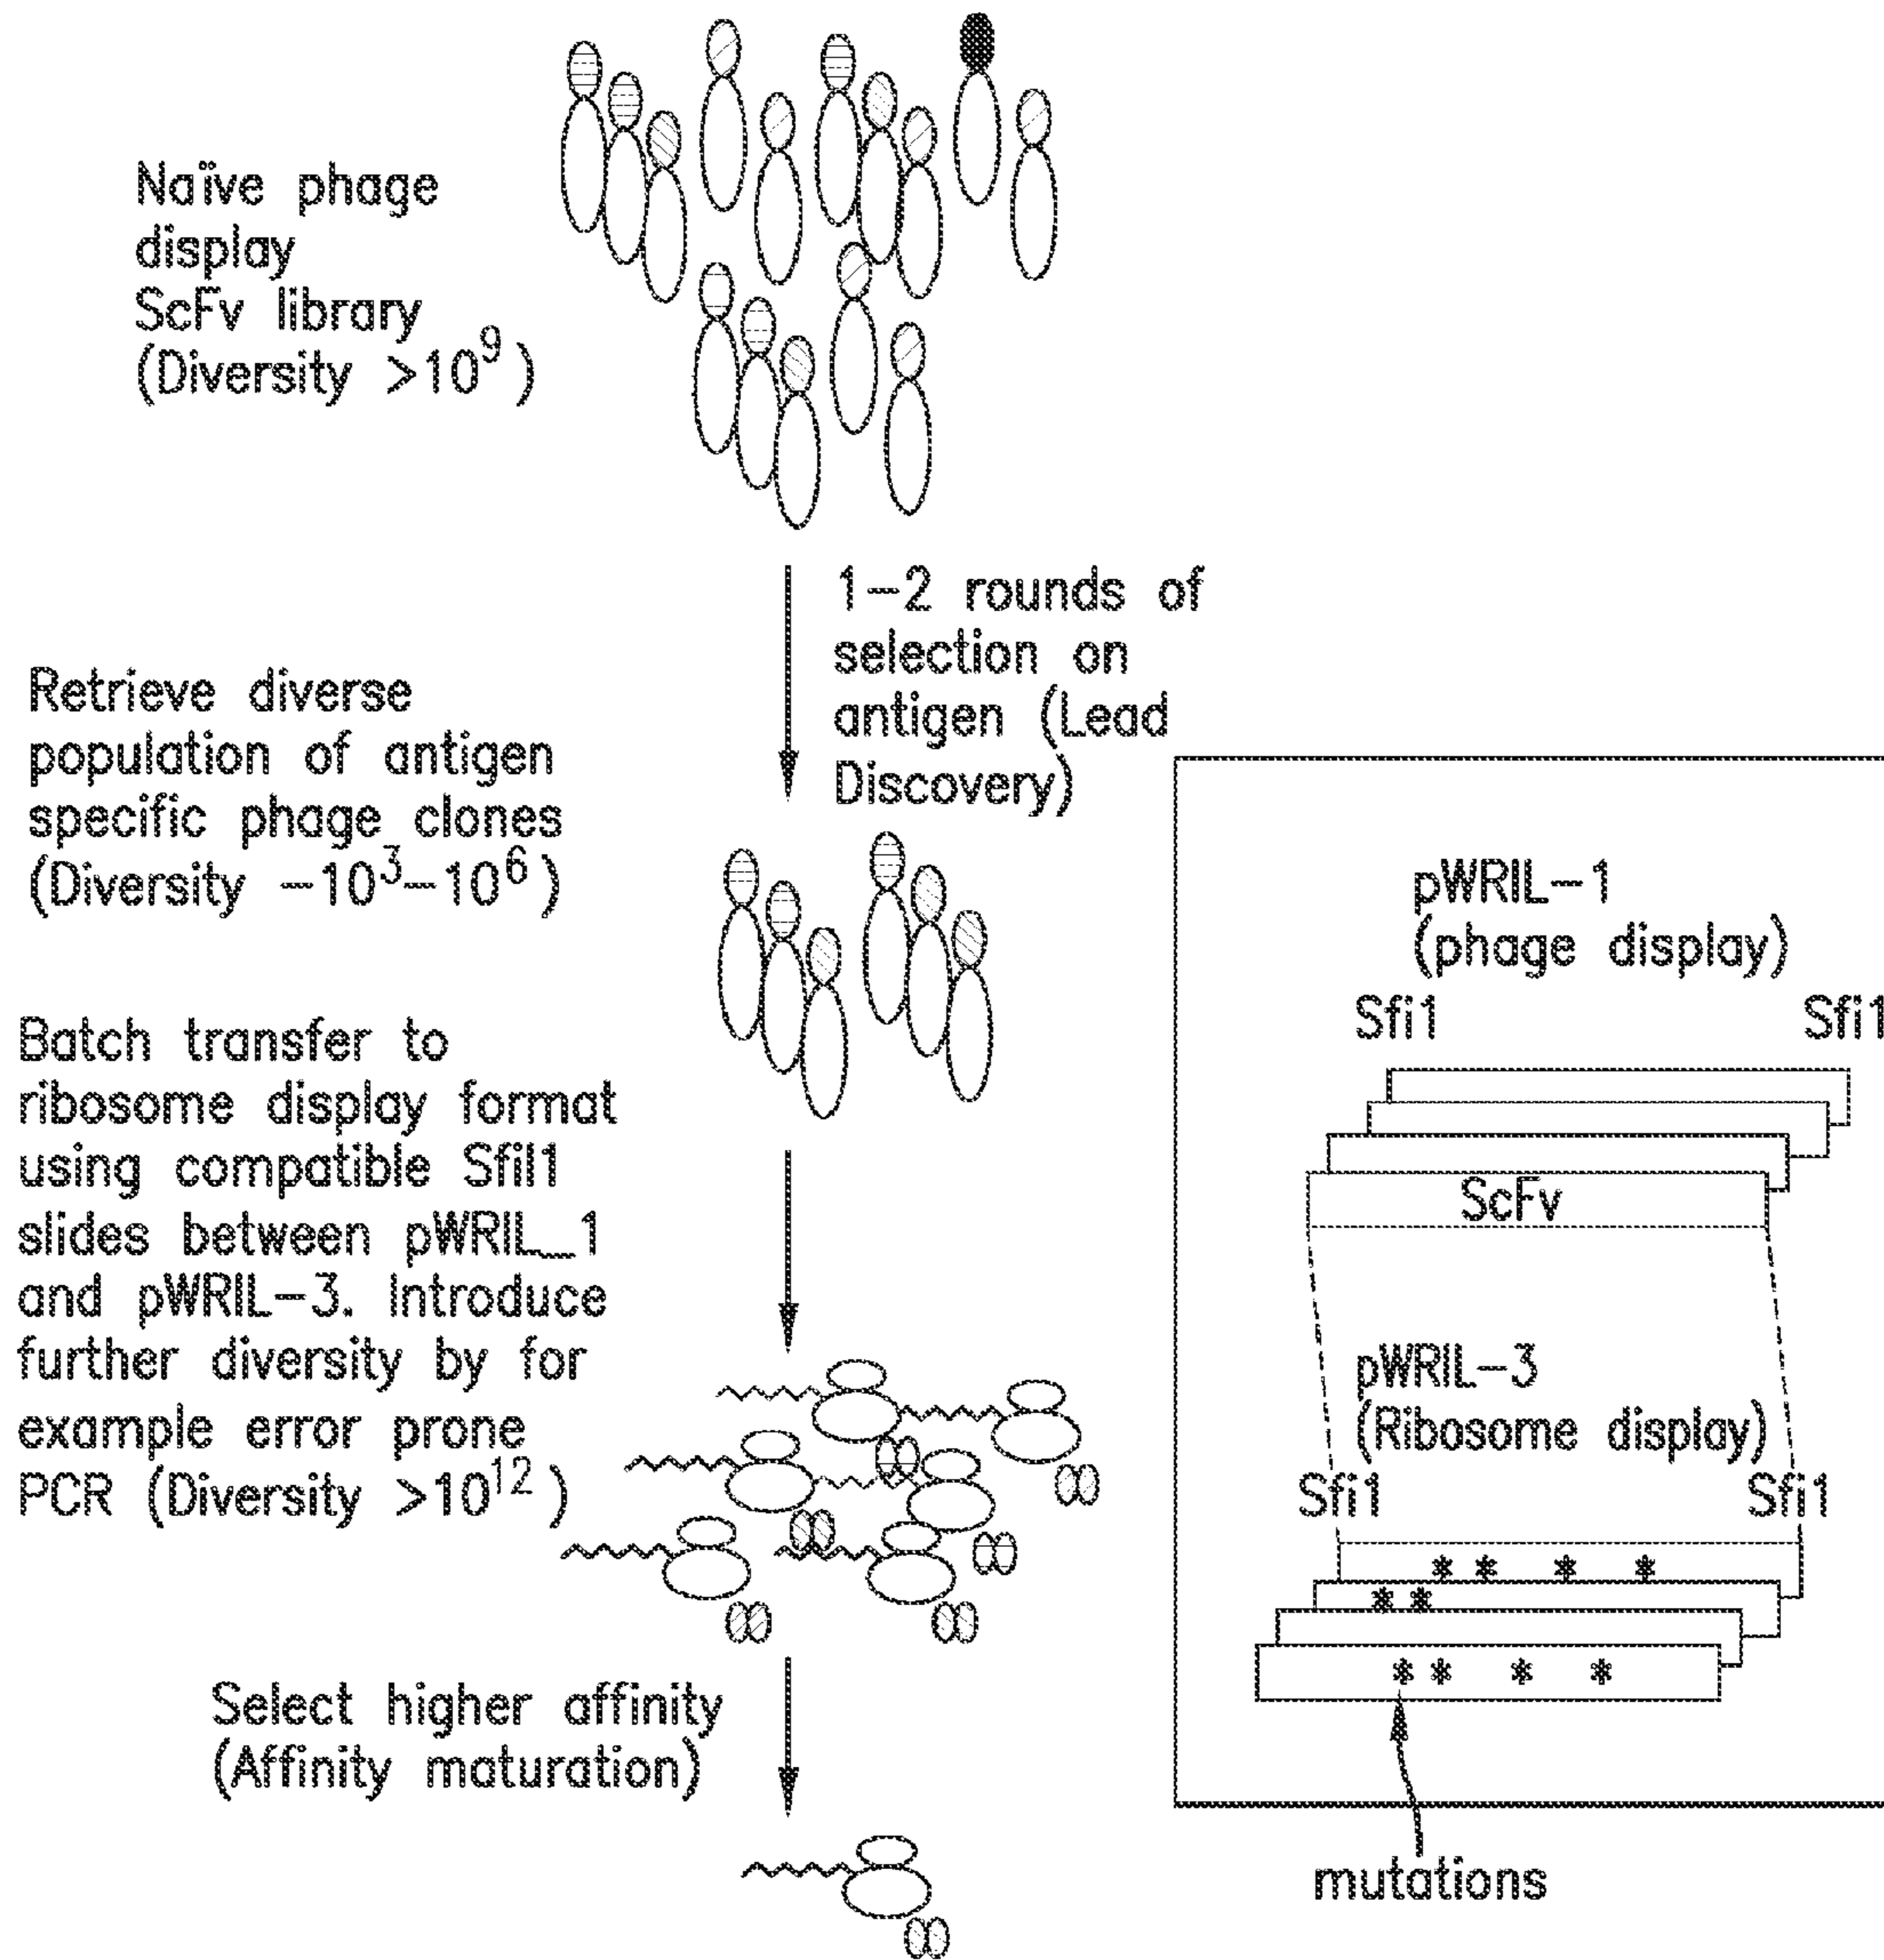 Naïve phage
display
ScFv library
(Diversity >10⁹)
1-2 rounds of
selection on
antigen (Lead
Discovery)
Retrieve diverse
population of antigen
specific phage clones
(Diversity -10³-10⁶)
Batch transfer to
ribosome display format
using compatible Sfil1
slides between pWRIL_1
and pWRIL-3. Introduce
further diversity by for
example error prone
PCR (Diversity >10¹²)
Select higher affinity
(Affinity maturation)
pWRIL-1
(phage display)
Sfi1 Sfi1
ScFv
pWRIL-3
(Ribosome display)
Sfi1 Sfi1
* * * *
* *
* * * *
mutations